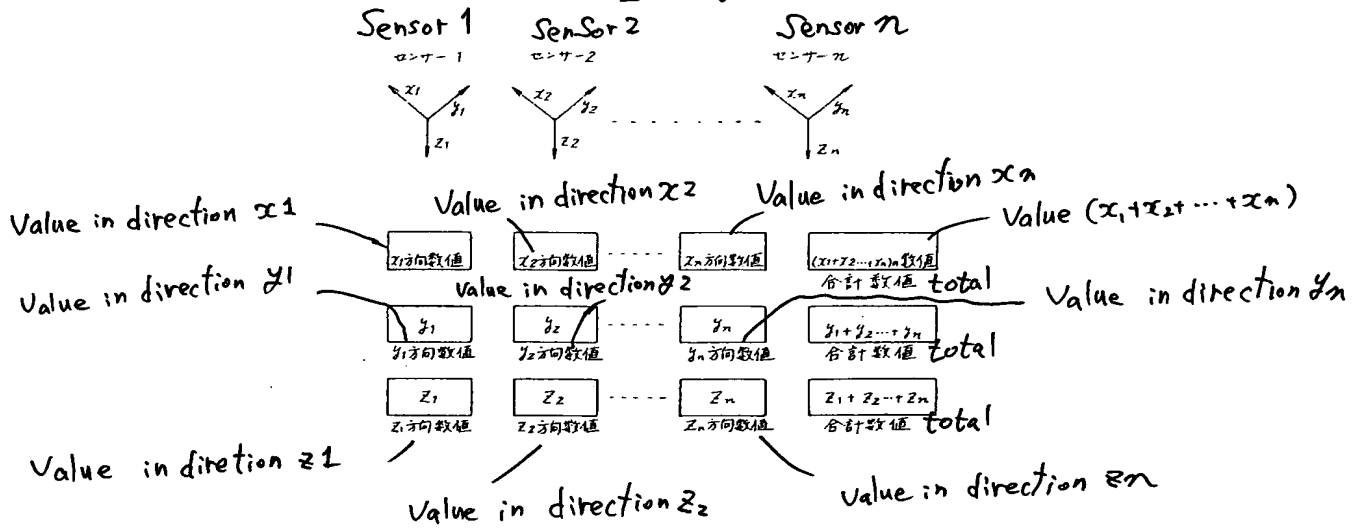 Sensor 1 Sensor 2 Sensor n
センサー1 センサー2 センサーn
x1 y1 x2 y2 xn yn
z1 z2 zn
Value in direction x1 Value in direction x2 Value in direction xn Value (x1+x2+ ··· +xn)
x1方向数値 x2方向数値 ····· xn方向数値 (x1+x2···+xn)n数値
合計数値 total
Value in direction y1 Value in direction y2 Value in direction yn
y1 y2 ····· yn y1+y2···+yn
y1方向数値 y2方向数値 yn方向数値 合計数値 total
z1 z2 ····· zn z1+z2···+zn
z1方向数値 z2方向数値 zn方向数値 合計数値 total
Value in diretion z1 Value in direction z2 Value in direction zn